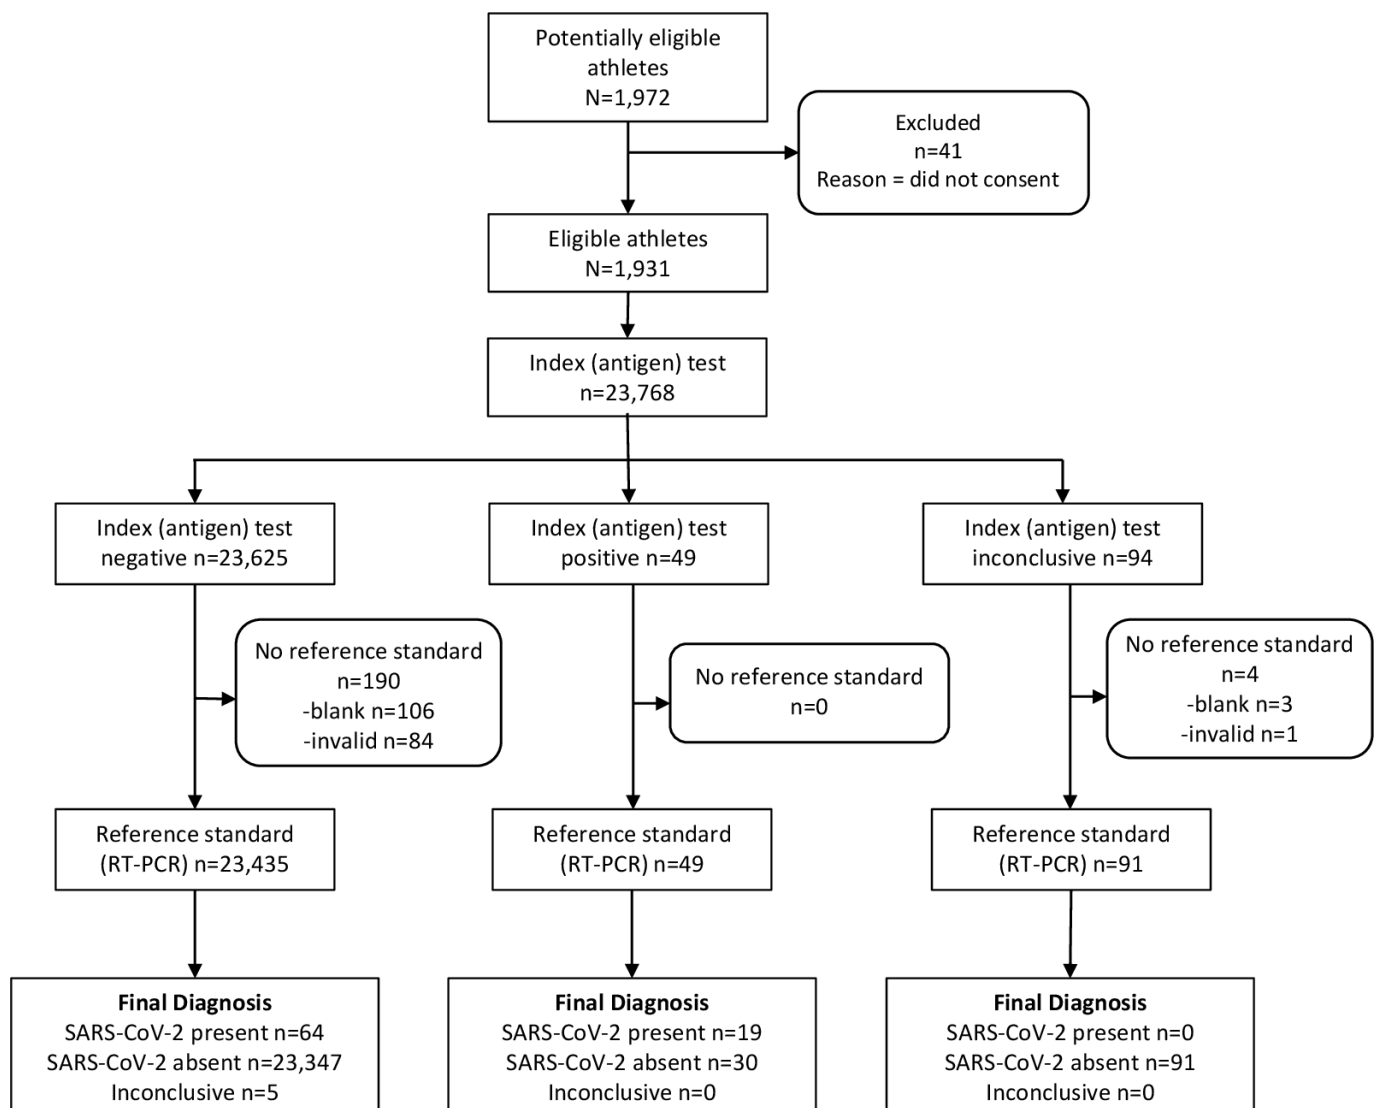 Potentially eligible
athletes
N=1,972
Excluded
n=41
Reason = did not consent
Eligible athletes
N=1,931
Index (antigen) test
n=23,768
Index (antigen) test
negative n=23,625
Index (antigen) test
positive n=49
Index (antigen) test
inconclusive n=94
No reference standard
n=190
-blank n=106
-invalid n=84
No reference standard
n=0
No reference standard
n=4
-blank n=3
-invalid n=1
Reference standard
(RT-PCR) n=23,435
Reference standard
(RT-PCR) n=49
Reference standard
(RT-PCR) n=91
Final Diagnosis
SARS-CoV-2 present n=64
SARS-CoV-2 absent n=23,347
Inconclusive n=5
Final Diagnosis
SARS-CoV-2 present n=19
SARS-CoV-2 absent n=30
Inconclusive n=0
Final Diagnosis
SARS-CoV-2 present n=0
SARS-CoV-2 absent n=91
Inconclusive n=0